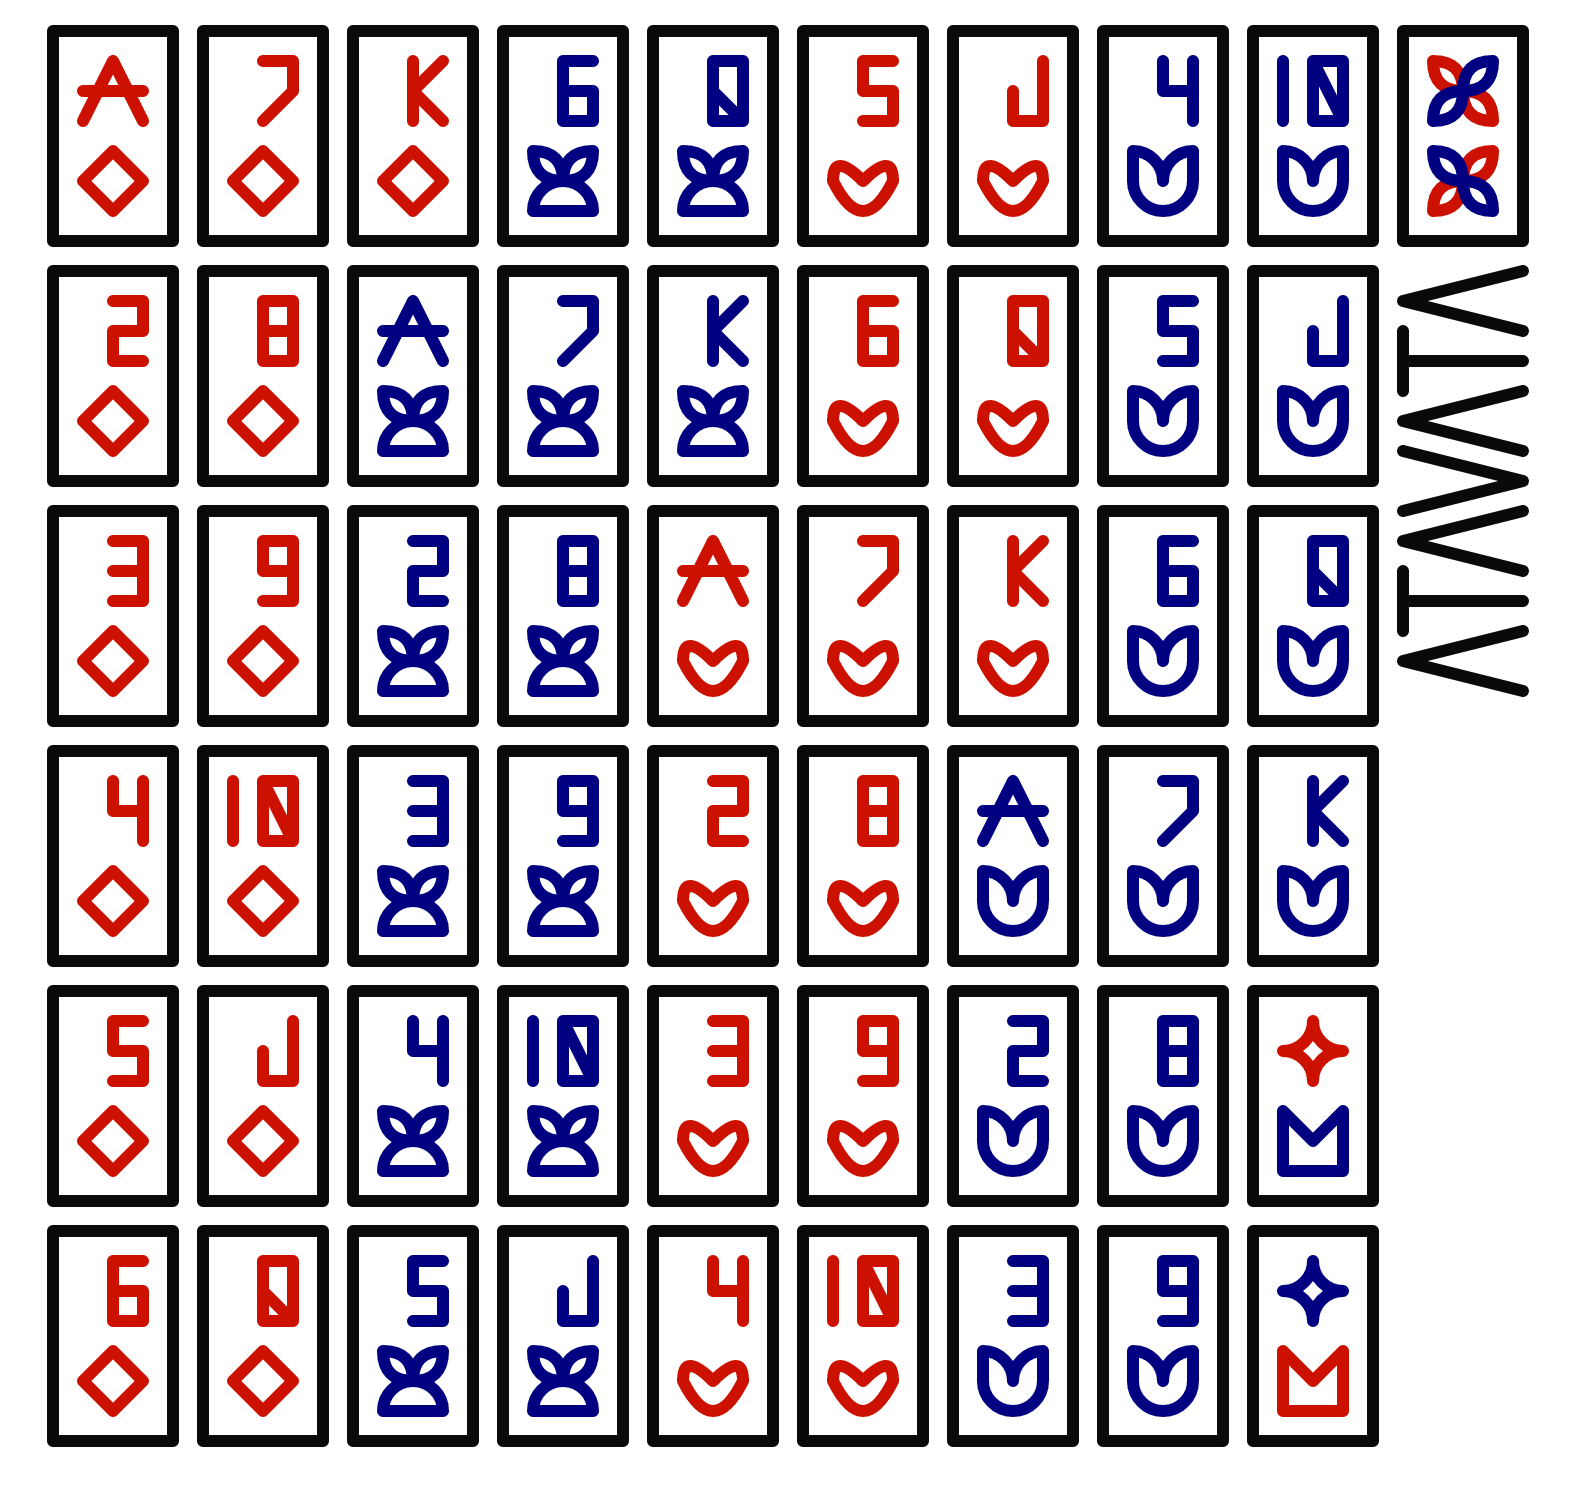 A 7 K 6 Q 5 J 4 10
2 8 A 7 K 6 Q 5 J
3 9 2 8 A 7 K 6 Q
4 10 3 9 2 8 A 7 K
5 J 4 10 3 9 2 8
6 Q 5 J 4 10 3 9